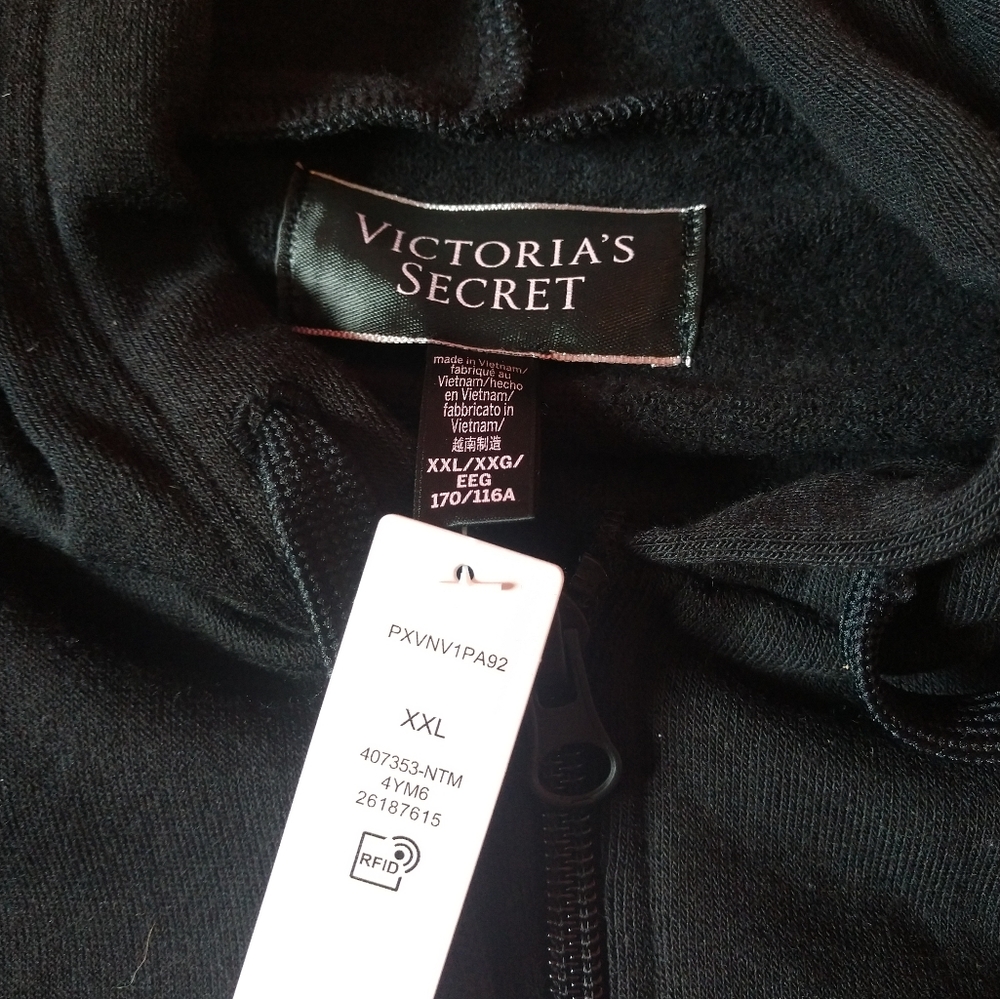 VICTORIA'S
SECRET
made in Vietnam/
fabriqué au
Vietnam/hecho
en Vietnam/
fabbricato in
Vietnam/
越南制造
XXL/XXG/
EEG
170/116A
PXVNV1PA92
XXL
407353-NTM
4YM6
26187615
RFID